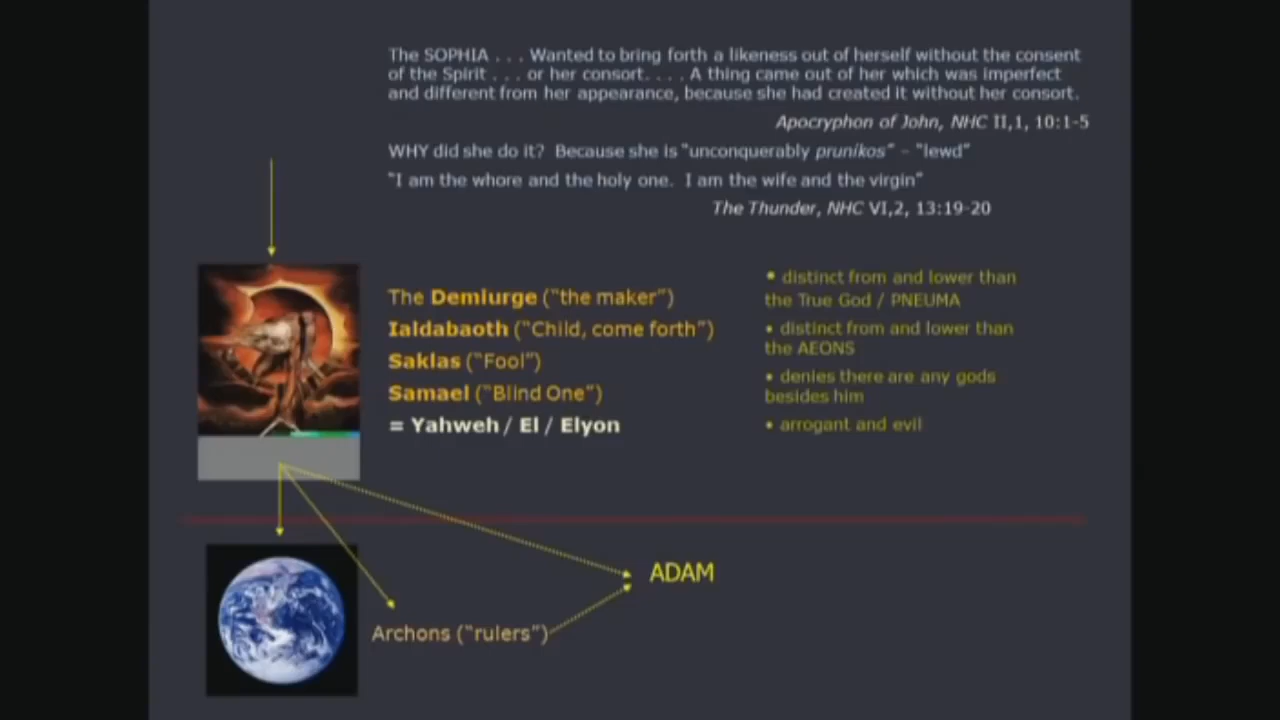 The SOPHIA . . . Wanted to bring forth a likeness out of herself without the consent
of the Spirit . . . or her consort. . . . A thing came out of her which was imperfect
and different from her appearance, because she had created it without her consort.
Apocryphon of John, NHC II,1, 10:1-5
WHY did she do it? Because she is "unconquerably prunikos" – "lewd"
"I am the whore and the holy one. I am the wife and the virgin"
The Thunder, NHC VI,2, 13:19-20
The Demiurge ("the maker")
Ialdabaoth ("Child, come forth")
Saklas ("Fool")
Samael ("Blind One")
= Yahweh / El / Elyon
• distinct from and lower than
the True God / PNEUMA
• distinct from and lower than
the AEONS
• denies there are any gods
besides him
• arrogant and evil
ADAM
Archons ("rulers")